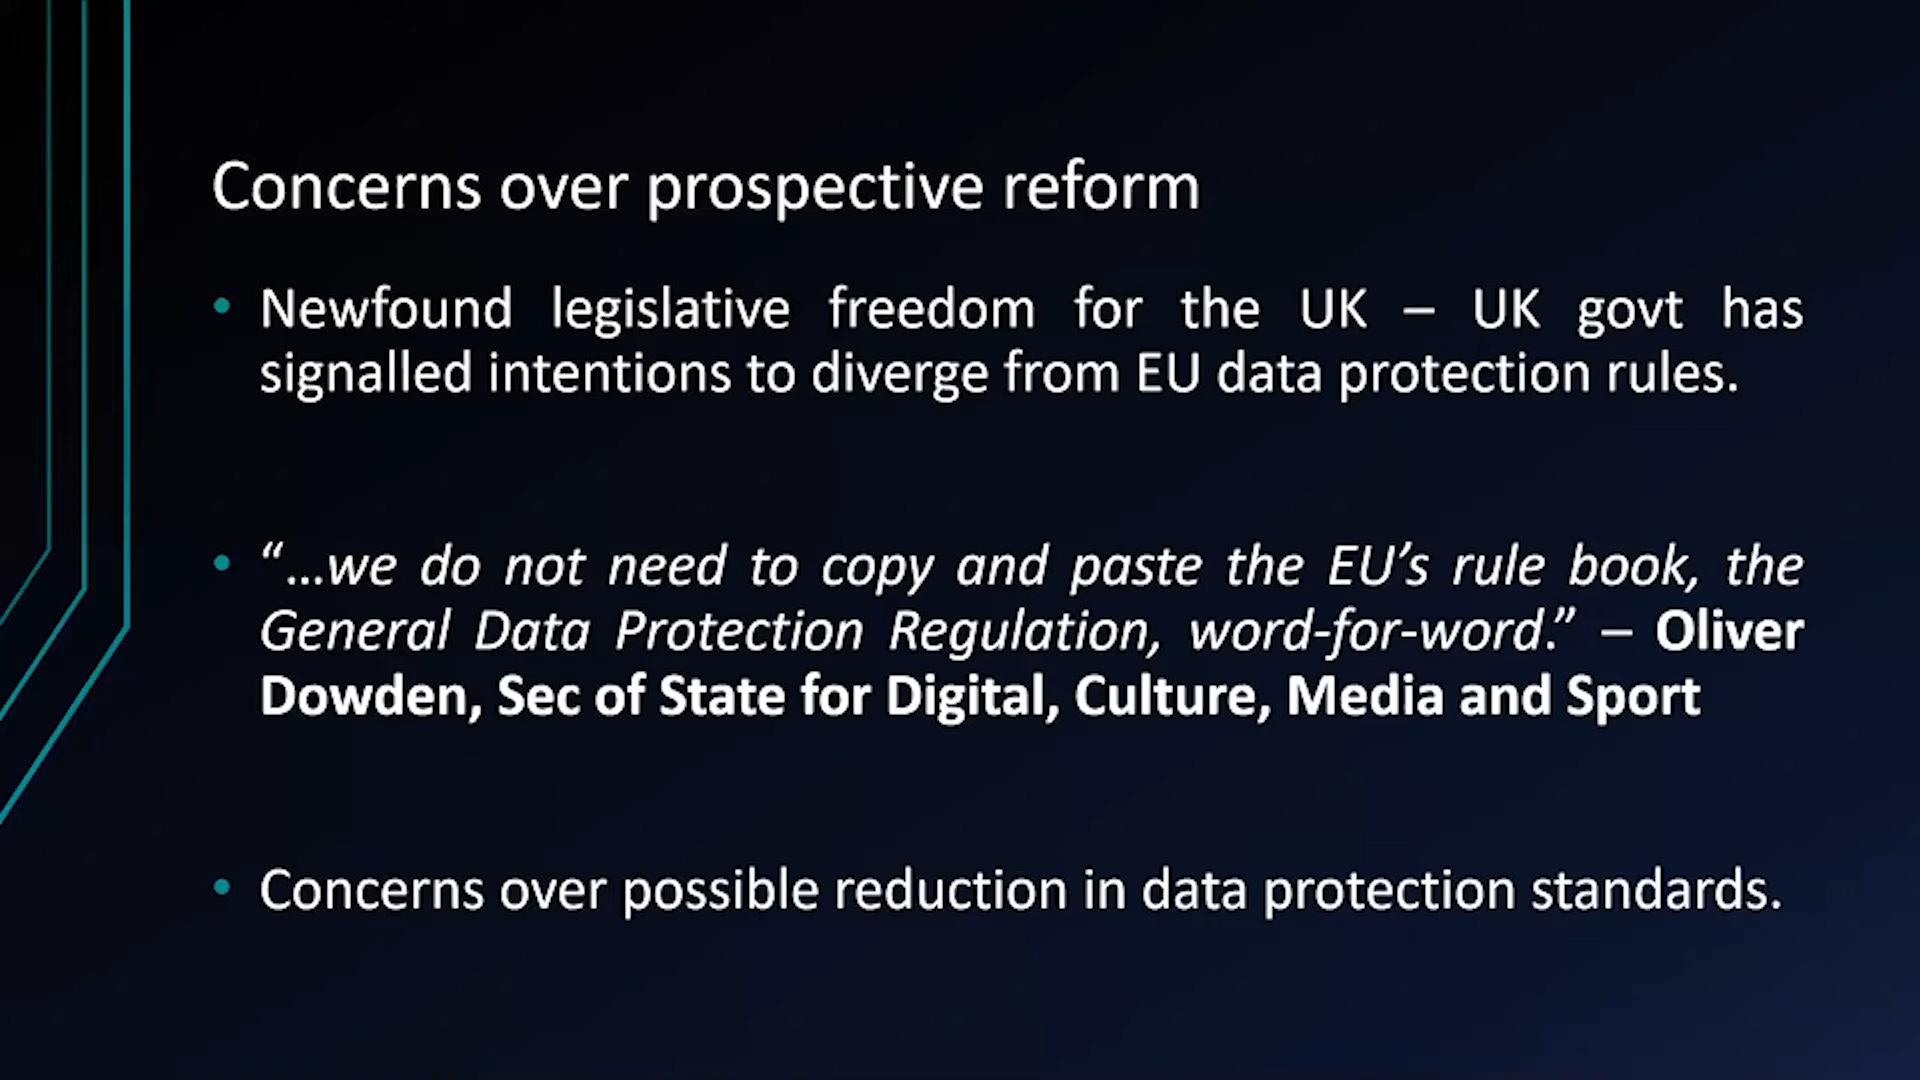 Concerns over prospective reform
• Newfound legislative freedom for the UK – UK govt has
signalled intentions to diverge from EU data protection rules.
• “...we do not need to copy and paste the EU’s rule book, the
General Data Protection Regulation, word-for-word.” – Oliver
Dowden, Sec of State for Digital, Culture, Media and Sport
• Concerns over possible reduction in data protection standards.